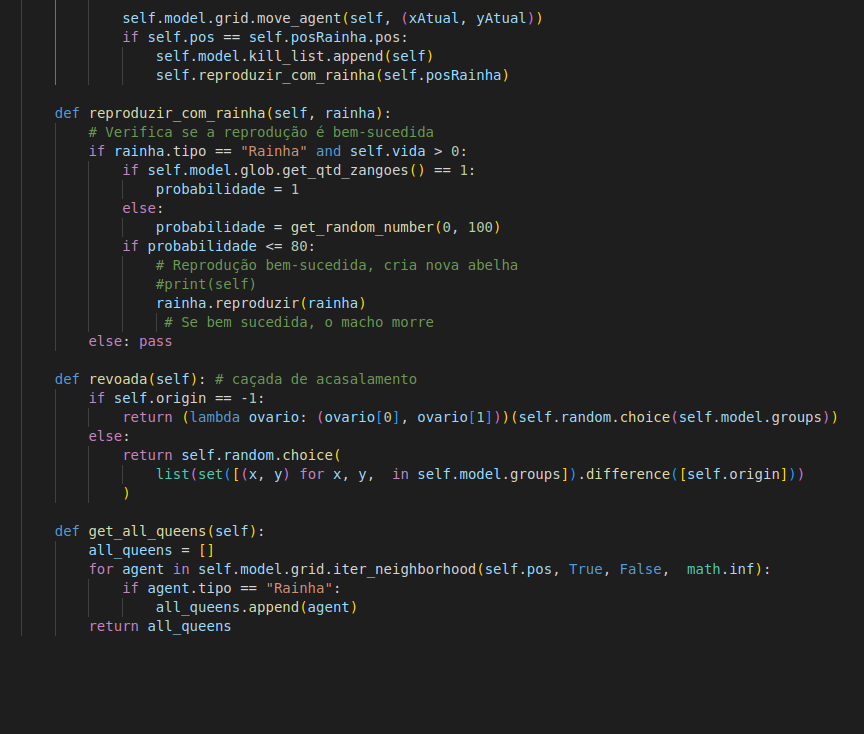 self.model.grid.move_agent(self, (xAtual, yAtual))
if self.pos == self.posRainha.pos:
self.model.kill_list.append(self)
self.reproduzir_com_rainha(self.posRainha)
def reproduzir_com_rainha(self, rainha):
# Verifica se a reprodução é bem-sucedida
if rainha.tipo == "Rainha" and self.vida > 0:
if self.model.glob.get_qtd_zangoes() == 1:
probabilidade = 1
else:
probabilidade = get_random_number(0, 100)
if probabilidade <= 80:
# Reprodução bem-sucedida, cria nova abelha
#print(self)
rainha.reproduzir(rainha)
# Se bem sucedida, o macho morre
else: pass
def revoada(self): # caçada de acasalamento
if self.origin == -1:
return (lambda ovario: (ovario[0], ovario[1]))(self.random.choice(self.model.groups))
else:
return self.random.choice(
list(set([(x, y) for x, y,  in self.model.groups]).difference([self.origin]))
)
def get_all_queens(self):
all_queens = []
for agent in self.model.grid.iter_neighborhood(self.pos, True, False,  math.inf):
if agent.tipo == "Rainha":
all_queens.append(agent)
return all_queens